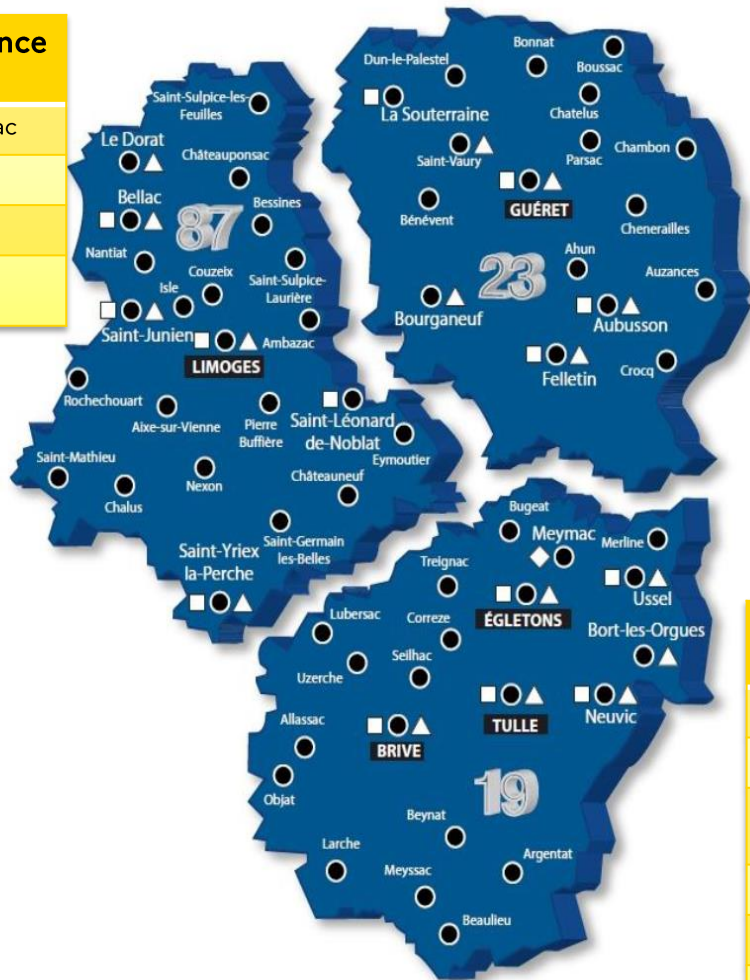 nce
ac
Saint-Sulpice-les-
Feuilles
Le Dorat
Châteauponsac
Bellac
87
Bessines
Nantiat
Couzeix
Isle
Saint-Sulpice-
Laurière
Saint-Junien
Ambazac
LIMOGES
Rochechouart
Aixe-sur-Vienne
Pierre
Buffière
Saint-Léonard
de-Noblat
Eymoutier
Saint-Mathieu
Chalus
Nexon
Châteauneuf
Saint-Germain
les-Belles
Saint-Yriex
la-Perche
Dun-le-Palestel
Bonnat
Boussac
La Souterraine
Chatelus
Saint-Vaury
Parsac
Chambon
GUÉRET
Bénévent
Chenerailles
23
Ahun
Auzances
Bourganeuf
Aubusson
Felletin
Crocq
Bugeat
Meymac
Merline
Treignac
Ussel
ÉGLETONS
Lubersac
Correze
Bort-les-Orgues
Uzerche
Seilhac
Allassac
BRIVE
TULLE
Neuvic
Objat
19
Beynat
Larche
Meyssac
Argentat
Beaulieu